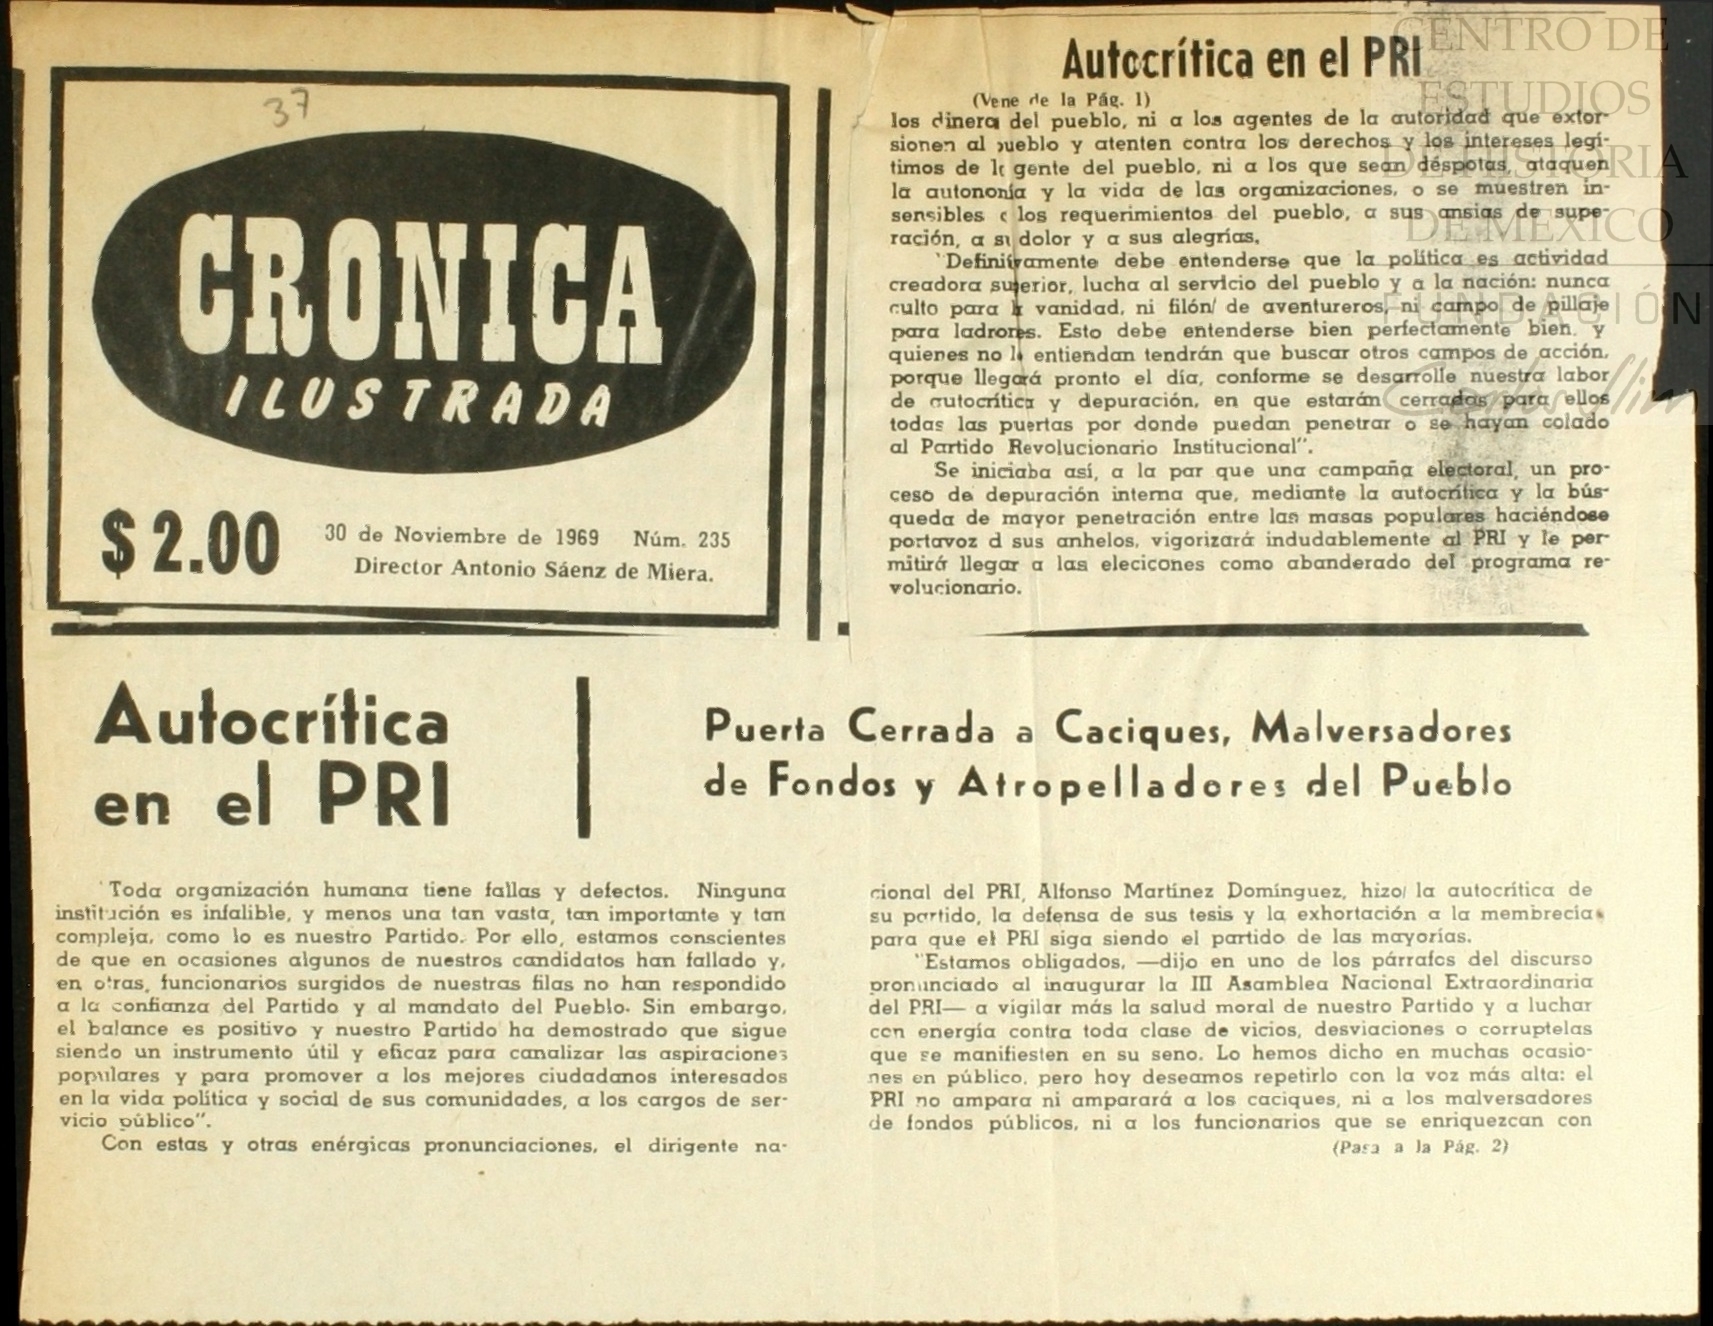 37
CRONICA
ILUSTRADA
$ 2.00
30 de Noviembre de 1969 Núm. 235
Director Antonio Sáenz de Miera.
Autocrítica
en el PRI
Puerta Cerrada a Caciques, Malversadores
de Fondos y Atropelladores del Pueblo
"Toda organización humana tiene fallas y defectos. Ninguna
institución es infalible, y menos una tan vasta, tan importante y tan
compleja, como lo es nuestro Partido. Por ello, estamos conscientes
de que en ocasiones algunos de nuestros candidatos han fallado y,
en otras, funcionarios surgidos de nuestras filas no han respondido
a la confianza del Partido y al mandato del Pueblo. Sin embargo,
el balance es positivo y nuestro Partido ha demostrado que sigue
siendo un instrumento útil y eficaz para canalizar las aspiraciones
populares y para promover a los mejores ciudadanos interesados
en la vida política y social de sus comunidades, a los cargos de ser-
vicio público".
Con estas y otras enérgicas pronunciaciones, el dirigente na-
cional del PRI, Alfonso Martínez Domínguez, hizo la autocrítica de
su partido, la defensa de sus tesis y la exhortación a la membrecía
para que el PRI siga siendo el partido de las mayorías.
"Estamos obligados, —dijo en uno de los párrafos del discurso
pronunciado al inaugurar la III Asamblea Nacional Extraordinaria
del PRI— a vigilar más la salud moral de nuestro Partido y a luchar
con energía contra toda clase de vicios, desviaciones o corruptelas
que se manifiesten en su seno. Lo hemos dicho en muchas ocasio-
nes en público, pero hoy deseamos repetirlo con la voz más alta: el
PRI no ampara ni amparará a los caciques, ni a los malversadores
de fondos públicos, ni a los funcionarios que se enriquezcan con
(Pasa a la Pág. 2)
Autocrítica en el PRI
(Vene de la Pág. 1)
los dineros del pueblo, ni a los agentes de la autoridad que extor-
sionen al pueblo y atenten contra los derechos y los intereses legí-
timos de la gente del pueblo, ni a los que sean déspotas, ataquen
la autonomía y la vida de las organizaciones, o se muestren in-
sensibles a los requerimientos del pueblo, a sus ansias de supe-
ración, a su dolor y a sus alegrías.
"Definitivamente debe entenderse que la política es actividad
creadora superior, lucha al servicio del pueblo y a la nación: nunca
culto para la vanidad, ni filón de aventureros, ni campo de pillaje
para ladrones. Esto debe entenderse bien perfectamente bien, y
quienes no lo entiendan tendrán que buscar otros campos de acción,
porque llegará pronto el día, conforme se desarrolle nuestra labor
de autocrítica y depuración, en que estarán cerradas para ellos
todas las puertas por donde puedan penetrar o se hayan colado
al Partido Revolucionario Institucional".
Se iniciaba así, a la par que una campaña electoral, un pro-
ceso de depuración interna que, mediante la autocrítica y la bús-
queda de mayor penetración entre las masas populares haciéndose
portavoz d sus anhelos, vigorizará indudablemente al PRI y le per-
mitirá llegar a las elecicones como abanderado del programa re-
volucionario.
CENTRO DE
ESTUDIOS
DE HISTORIA
DE MEXICO
FUNDACIÓN
Carlos Slim